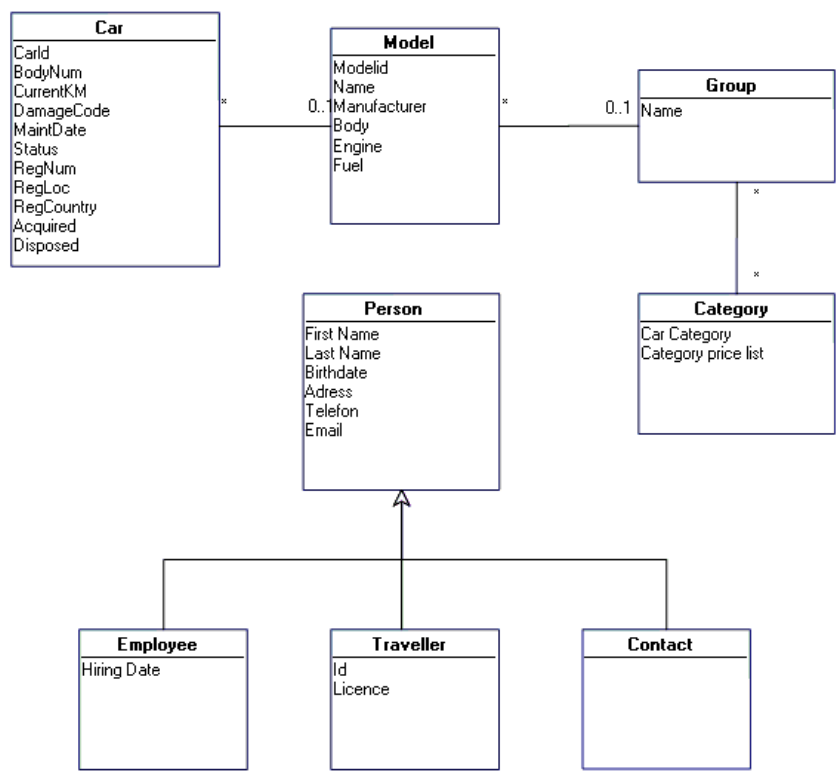 Car
CarId
BodyNum
CurrentKM
DamageCode
MaintDate
Status
RegNum
RegLoc
RegCountry
Acquired
Disposed
*
0..1
Model
Modelid
Name
Manufacturer
Body
Engine
Fuel
*
0..1
Group
Name
*
*
Category
Car Category
Category price list
Person
First Name
Last Name
Birthdate
Adress
Telefon
Email
Employee
Hiring Date
Traveller
Id
Licence
Contact